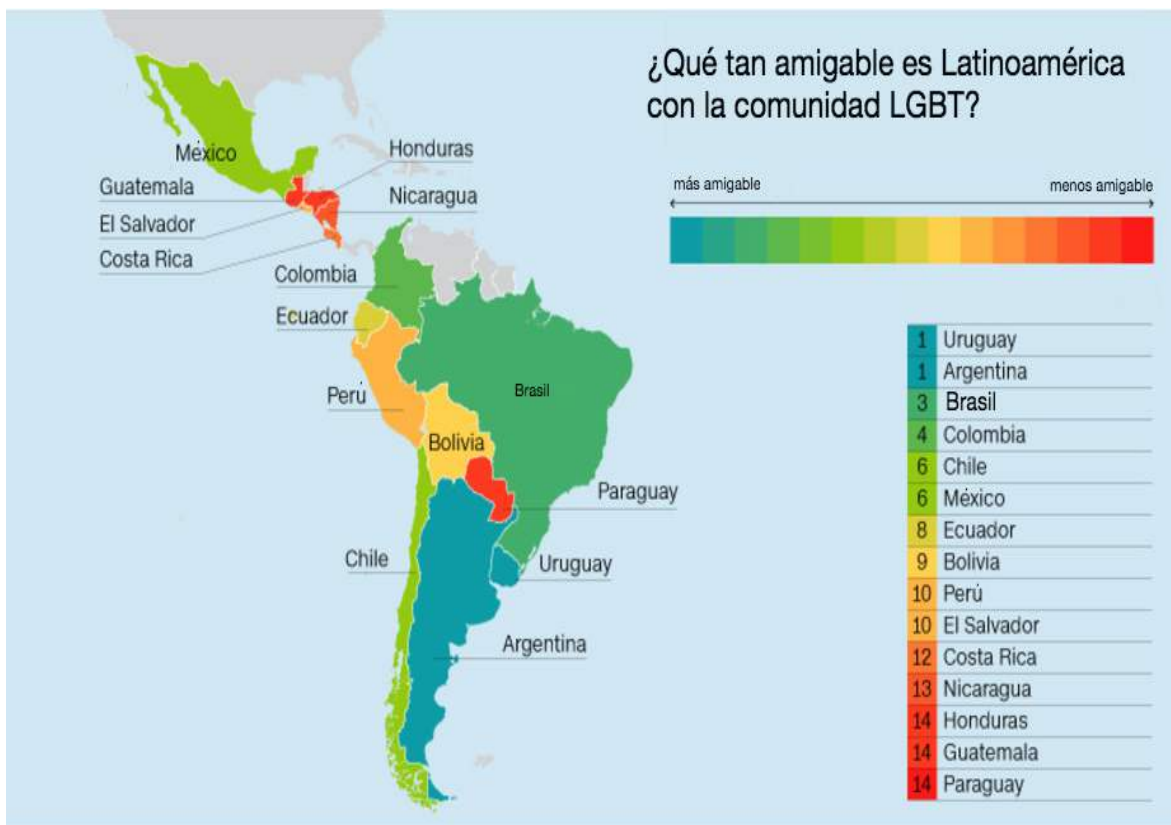 ¿Qué tan amigable es Latinoamérica
con la comunidad LGBT?
más amigable
menos amigable
México
Honduras
Guatemala
Nicaragua
El Salvador
Costa Rica
Colombia
Ecuador
Perú
Brasil
Bolivia
Paraguay
Chile
Uruguay
Argentina
1 Uruguay
1 Argentina
3 Brasil
4 Colombia
6 Chile
6 México
8 Ecuador
9 Bolivia
10 Perú
10 El Salvador
12 Costa Rica
13 Nicaragua
14 Honduras
14 Guatemala
14 Paraguay